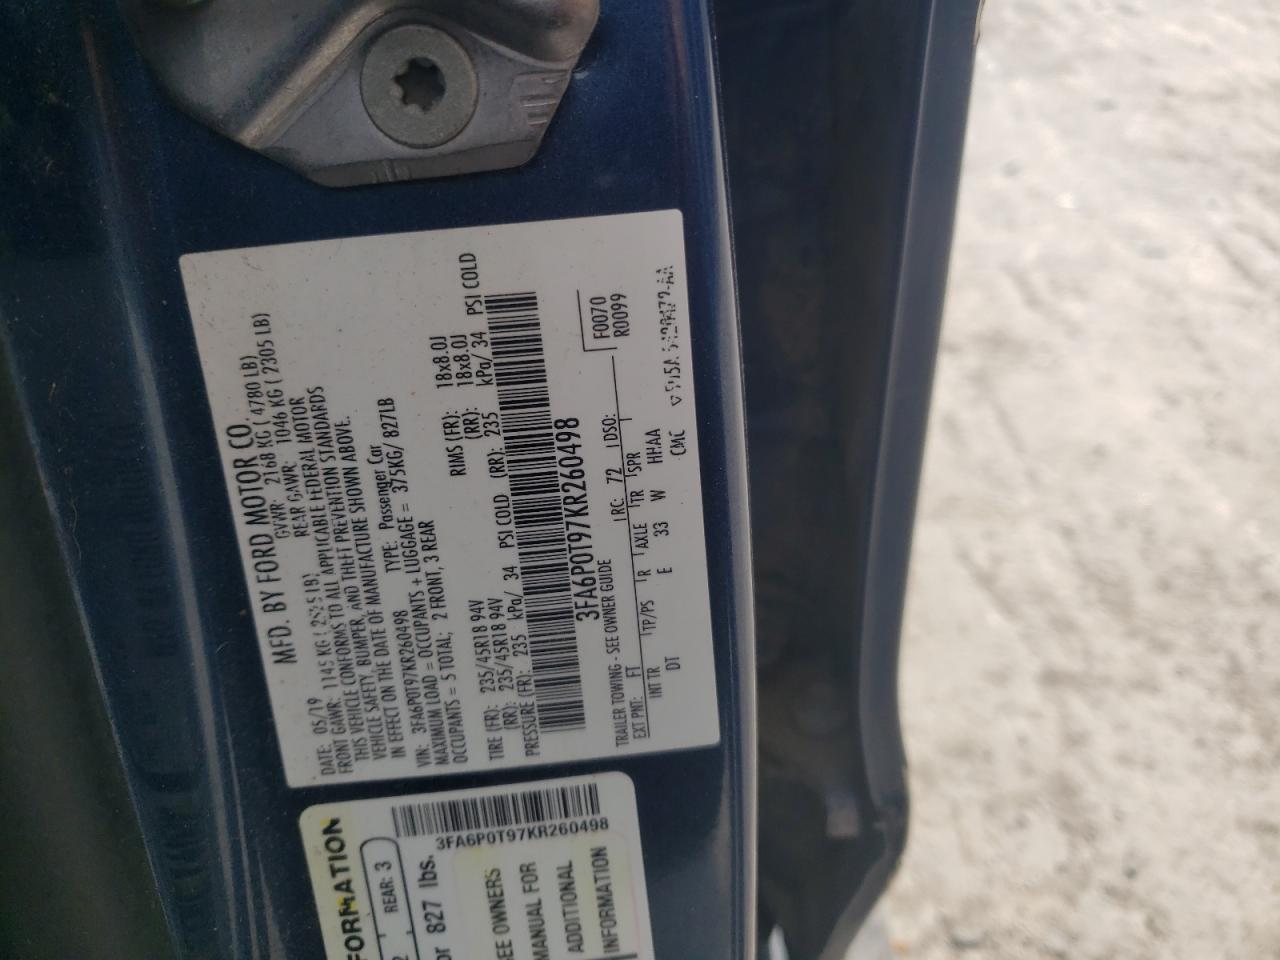 MFD. BY FORD MOTOR CO.
DATE: 05/19 GVWR: 2168 KG ( 4780 LB)
FRONT GAWR: 1145 KG ( 2525 LB) REAR GAWR: 1046 KG ( 2305 LB)
THIS VEHICLE CONFORMS TO ALL APPLICABLE FEDERAL MOTOR
VEHICLE SAFETY, BUMPER, AND THEFT PREVENTION STANDARDS
IN EFFECT ON THE DATE OF MANUFACTURE SHOWN ABOVE.
VIN: 3FA6P0T97KR260498 TYPE: Passenger Car
MAXIMUM LOAD = OCCUPANTS + LUGGAGE = 375KG/ 827LB
OCCUPANTS = 5 TOTAL; 2 FRONT, 3 REAR
TIRE (FR): 235/45R18 94V RIMS (FR): 18x8.0J
(RR): 235/45R18 94V (RR): 18x8.0J
PRESSURE (FR): 235 kPa/ 34 PSI COLD (RR): 235 kPa/ 34 PSI COLD
3FA6P0T97KR260498
F0070
TRAILER TOWING - SEE OWNER GUIDE R0099
EXT PNT: FT RC: 72 DSO:
INT TR TP/PS R AXLE TR SPR
DT E 33 W HHAA
CMC
3FA6P0T97KR260498
FORMATION
REAR: 3
2
or 827 lbs.
SEE OWNERS
MANUAL FOR
ADDITIONAL
INFORMATION